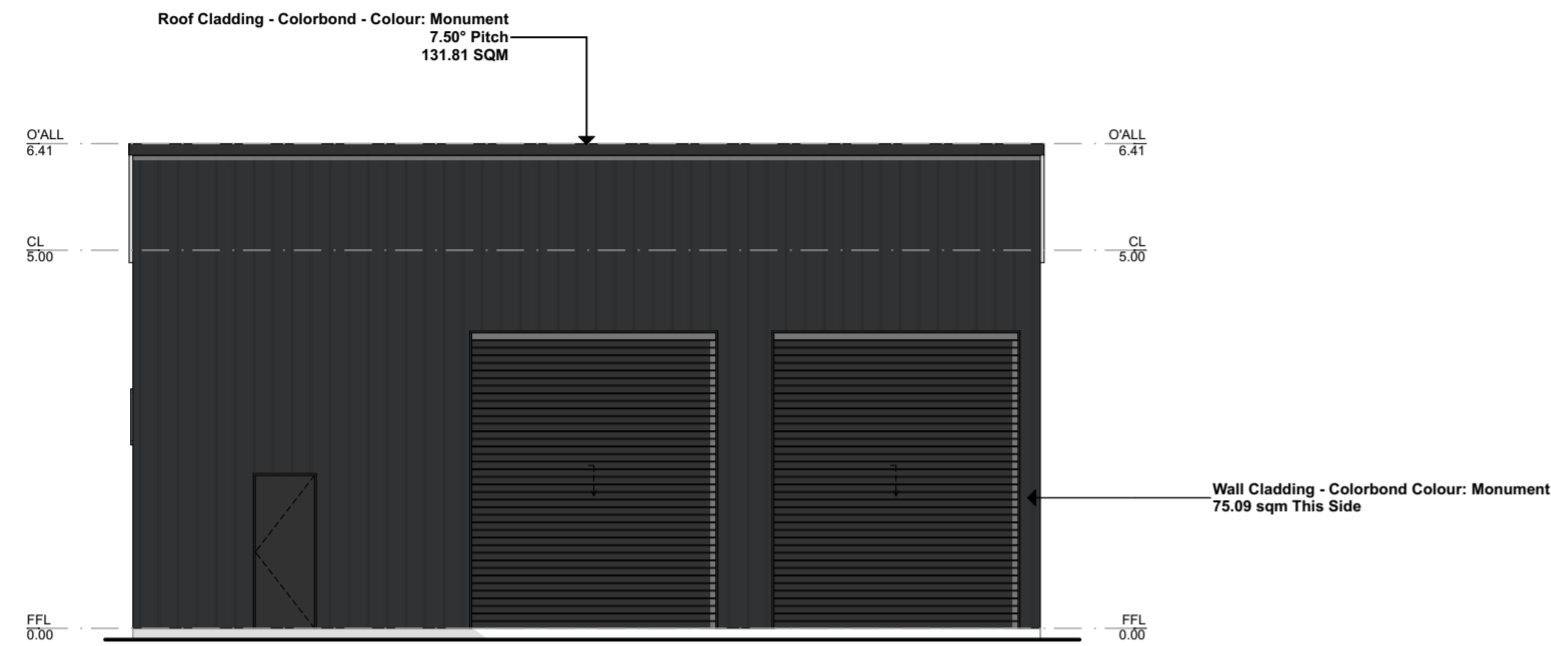 Roof Cladding - Colorbond - Colour: Monument
7.50° Pitch
131.81 SQM
O'ALL
6.41
O'ALL
6.41
CL
5.00
CL
5.00
Wall Cladding - Colorbond Colour: Monument
75.09 sqm This Side
FFL
0.00
FFL
0.00